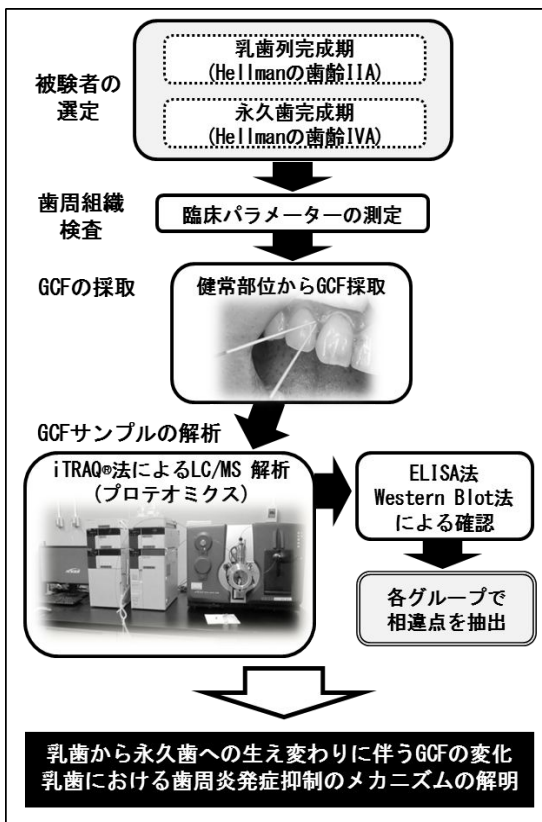 乳歯列完成期
(Hellmanの歯齢IIA)
被験者の
選定
永久歯完成期
(Hellmanの歯齢IVA)
歯周組織
検査
臨床パラメーターの測定
GCFの採取
健常部位からGCF採取
GCFサンプルの解析
iTRAQ®法によるLC/MS 解析
(プロテオミクス)
ELISA法
Western Blot法
による確認
各グループで
相違点を抽出
乳歯から永久歯への生え変わりに伴うGCFの変化
乳歯における歯周炎発症抑制のメカニズムの解明